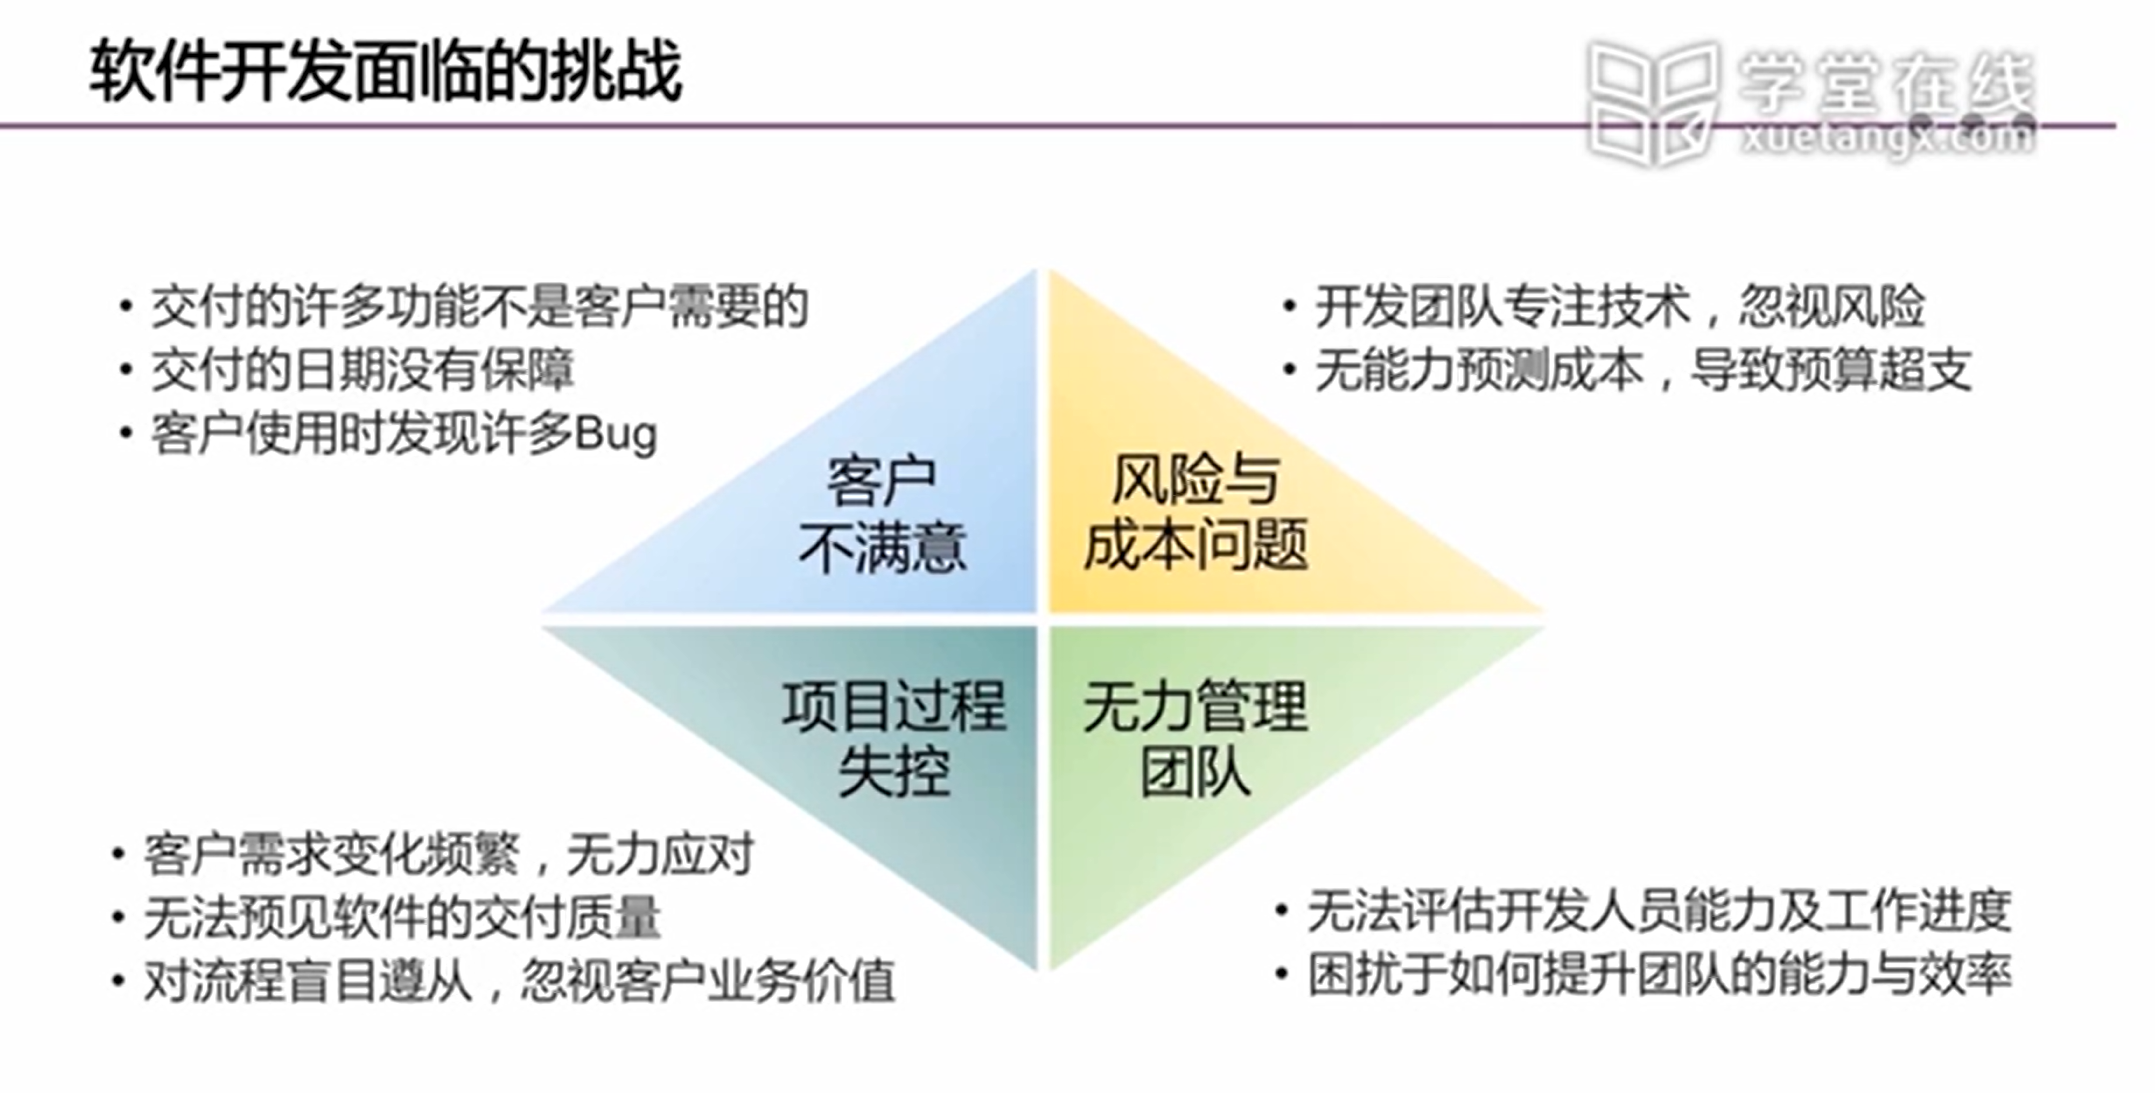 软件开发面临的挑战
学堂在线
xuetangx.com
• 交付的许多功能不是客户需要的
• 交付的日期没有保障
• 客户使用时发现许多Bug
• 开发团队专注技术，忽视风险
• 无能力预测成本，导致预算超支
客户
不满意
风险与
成本问题
项目过程
失控
无力管理
团队
• 客户需求变化频繁，无力应对
• 无法预见软件的交付质量
• 对流程盲目遵从，忽视客户业务价值
• 无法评估开发人员能力及工作进度
• 困扰于如何提升团队的能力与效率